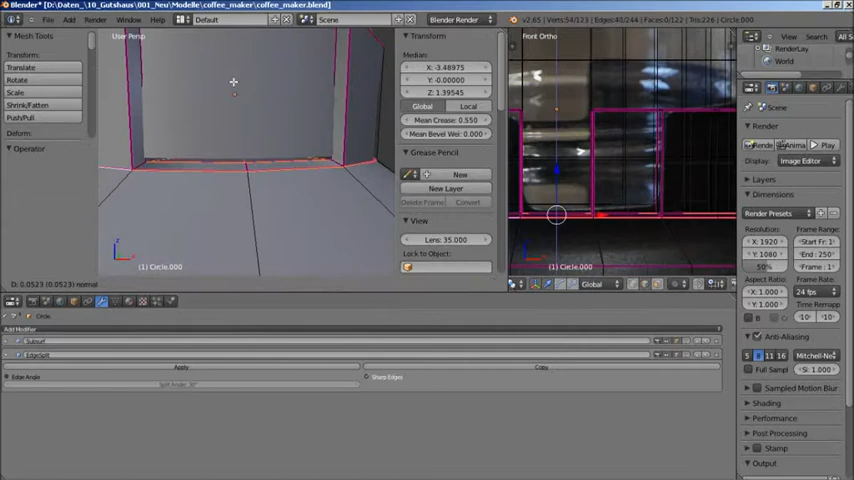 Blender* [D:\Daten_\10_Gutshaus\001_Neu\Modelle\coffee_maker\coffee_maker.blend]
File Add Render Window Help Default Scene Blender Render v2.65 | Verts:54/123 | Edges:40/244 | Faces:0/122 | Tris:226 | Circle.000
Mesh Tools
Transform:
Translate
Rotate
Scale
Shrink/Fatten
Push/Pull
Deform:
Operator
User Persp
(1) Circle.000
D: 0.0523 (0.0523) normal
Transform
Median:
X: -3.48975
Y: -0.00000
Z: 1.39545
Global Local
Mean Crease: 0.550
Mean Bevel Wei: 0.000
Grease Pencil
New
New Layer
Delete Frame Convert
View
Lens: 35.000
Lock to Object:
Front Ortho
(1) Circle.000
Global
Circle
Add Modifier
Subsurf
EdgeSplit
Apply Copy
Edge Angle Sharp Edges
Split Angle: 30°
View Search All S
RenderLay
World
Scene
Render
Rende Anima Play
Display: Image Editor
Layers
Dimensions
Render Presets
Resolution: Frame Range:
X: 1920 Start Fr: 1
Y: 1080 End: 250
50% Frame: 1
Aspect Ratio: Frame Rate:
X: 1.000 24 fps
Y: 1.000 Time Remapp
B
Anti-Aliasing
5 8 11 16 Mitchell-Ne
Full Sampl Si: 1.000
Sampled Motion Blur
Shading
Performance
Post Processing
Stamp
Output